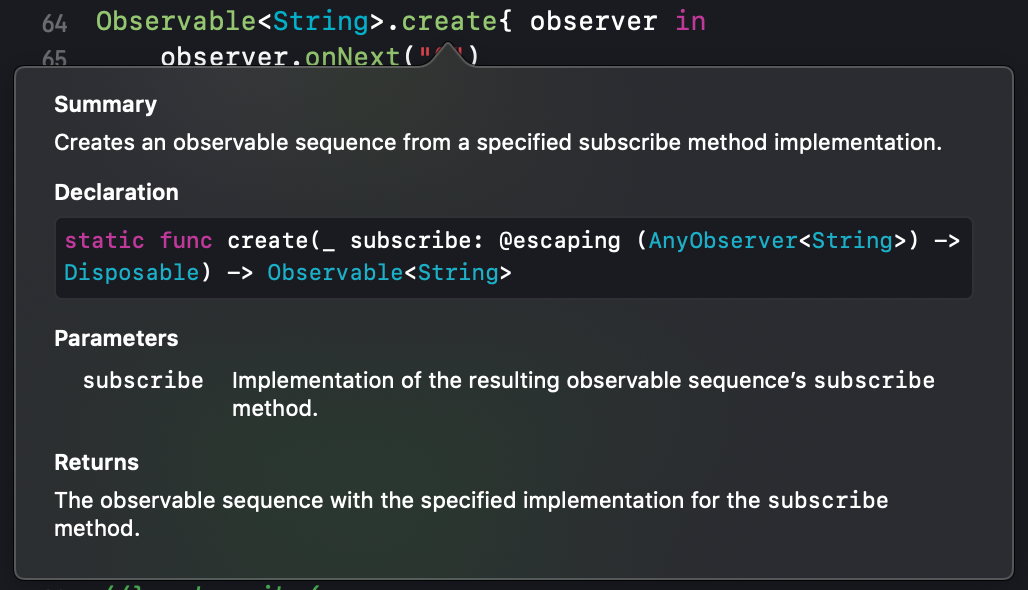 64 Observable<String>.create{ observer in
65 observer.onNext("")
Summary
Creates an observable sequence from a specified subscribe method implementation.
Declaration
static func create(_ subscribe: @escaping (AnyObserver<String>) ->
Disposable) -> Observable<String>
Parameters
subscribe Implementation of the resulting observable sequence’s subscribe
method.
Returns
The observable sequence with the specified implementation for the subscribe
method.